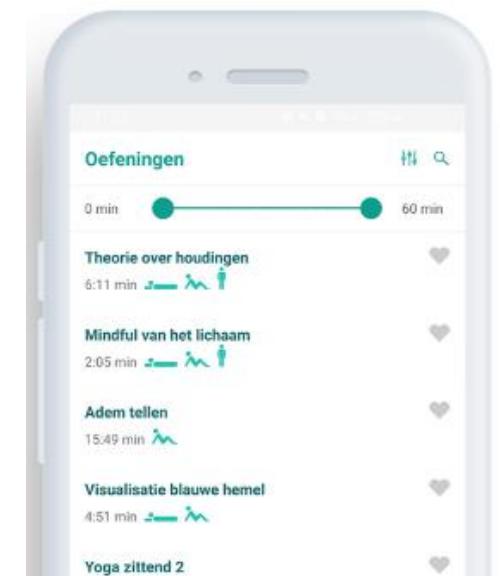 Oefeningen
0 min 60 min
Theorie over houdingen
6:11 min
Mindful van het lichaam
2:05 min
Adem tellen
15:49 min
Visualisatie blauwe hemel
4:51 min
Yoga zittend 2